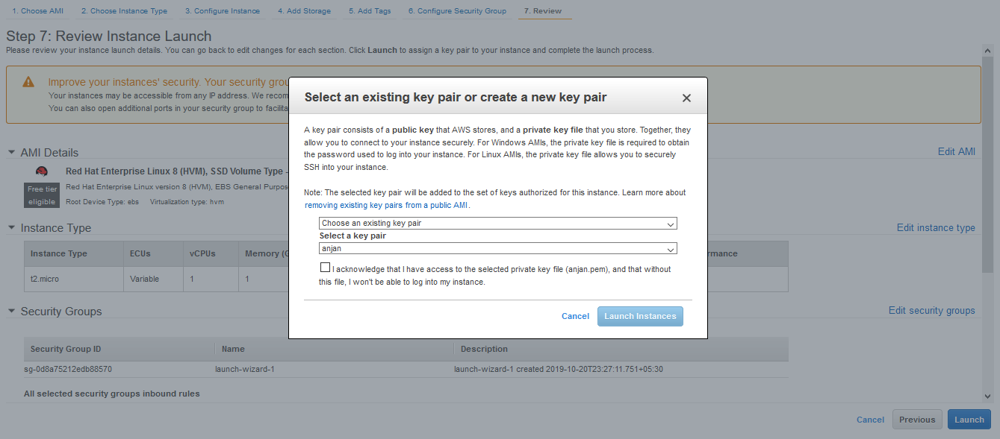 1. Choose AMI 2. Choose Instance Type 3. Configure Instance 4. Add Storage 5. Add Tags 6. Configure Security Group 7. Review
Step 7: Review Instance Launch
Please review your instance launch details. You can go back to edit changes for each section. Click Launch to assign a key pair to your instance and complete the launch process.
Improve your instances' security. Your security grou
Your instances may be accessible from any IP address. We recom
You can also open additional ports in your security group to facilita
AMI Details Edit AMI
Red Hat Enterprise Linux 8 (HVM), SSD Volume Type -
Free tier eligible
Red Hat Enterprise Linux version 8 (HVM), EBS General Purpos
Root Device Type: ebs Virtualization type: hvm
Instance Type Edit instance type
Instance Type ECUs vCPUs Memory (G rmance
t2.micro Variable 1 1
Security Groups Edit security groups
Security Group ID Name Description
sg-0d8a75212edb88570 launch-wizard-1 launch-wizard-1 created 2019-10-20T23:27:11.751+05:30
All selected security groups inbound rules
Cancel Previous Launch
Select an existing key pair or create a new key pair
A key pair consists of a public key that AWS stores, and a private key file that you store. Together, they
allow you to connect to your instance securely. For Windows AMIs, the private key file is required to obtain
the password used to log into your instance. For Linux AMIs, the private key file allows you to securely
SSH into your instance.
Note: The selected key pair will be added to the set of keys authorized for this instance. Learn more about
removing existing key pairs from a public AMI.
Choose an existing key pair
Select a key pair
anjan
I acknowledge that I have access to the selected private key file (anjan.pem), and that without
this file, I won't be able to log into my instance.
Cancel Launch Instances